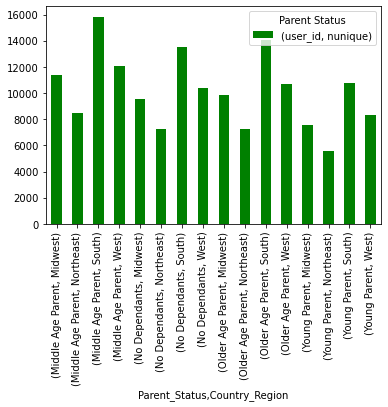 16000
14000
12000
10000
8000
6000
4000
2000
0
Parent Status
(user_id, nunique)
(Middle Age Parent, Midwest)
(Middle Age Parent, Northeast)
(Middle Age Parent, South)
(Middle Age Parent, West)
(No Dependants, Midwest)
(No Dependants, Northeast)
(No Dependants, South)
(No Dependants, West)
(Older Age Parent, Midwest)
(Older Age Parent, Northeast)
(Older Age Parent, South)
(Older Age Parent, West)
(Young Parent, Midwest)
(Young Parent, Northeast)
(Young Parent, South)
(Young Parent, West)
Parent_Status,Country_Region